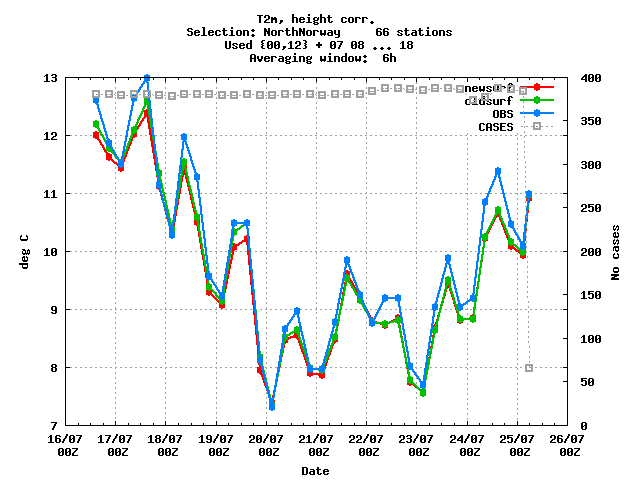 T2m, height corr.
Selection: NorthNorway 66 stations
Used {00,12} + 07 08 ... 18
Averaging window: 6h
newsurf
oldsurf
OBS
CASES
deg C
13
12
11
10
9
8
7
No cases
400
350
300
250
200
150
100
50
0
16/07 17/07 18/07 19/07 20/07 21/07 22/07 23/07 24/07 25/07 26/07
00Z 00Z 00Z 00Z 00Z 00Z 00Z 00Z 00Z 00Z 00Z
Date